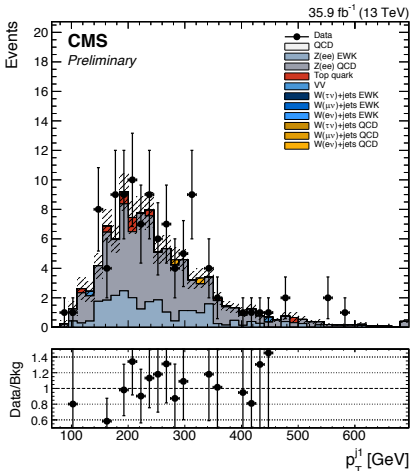 35.9 fb⁻¹ (13 TeV)
Events
CMS
Preliminary
Data
QCD
Z(ee) EWK
Z(ee) QCD
Top quark
VV
W(τν)+jets EWK
W(μν)+jets EWK
W(eν)+jets EWK
W(τν)+jets QCD
W(μν)+jets QCD
W(eν)+jets QCD
20
18
16
14
12
10
8
6
4
2
0
Data/Bkg
1.4
1.2
1
0.8
0.6
100 200 300 400 500 600
p_T^j1 [GeV]